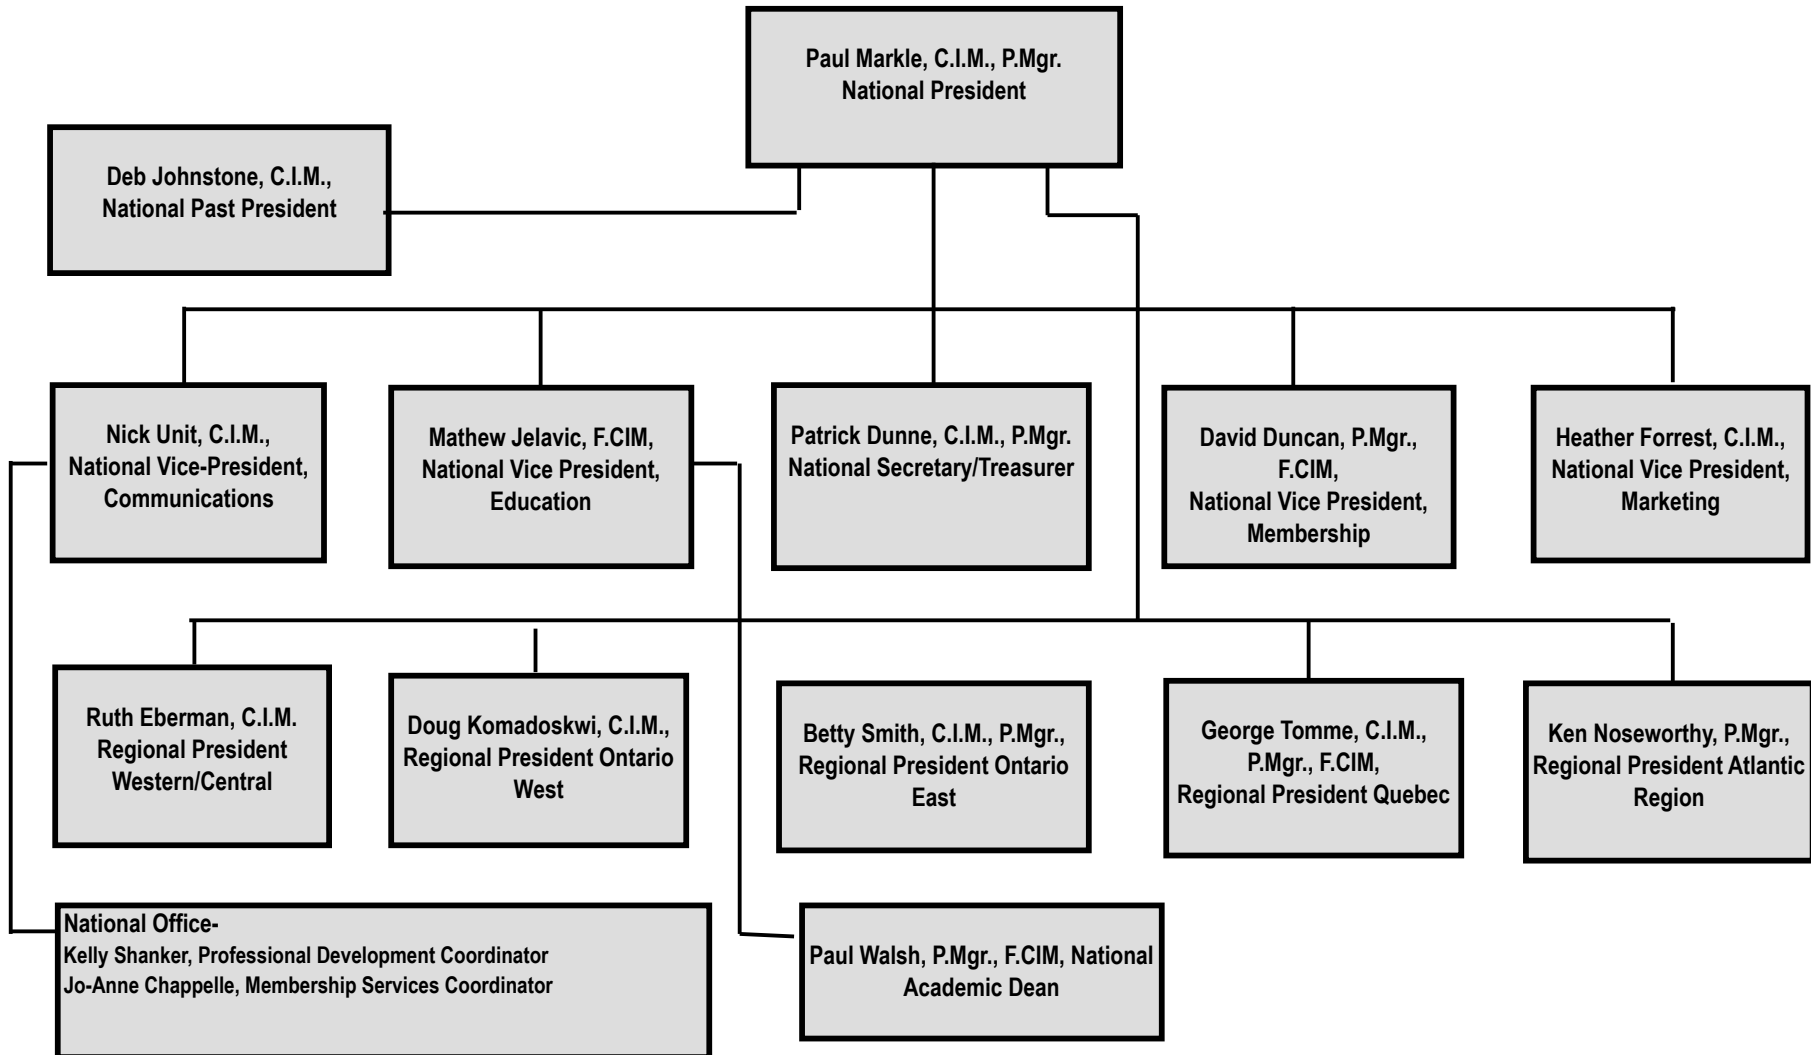 Paul Markle, C.I.M., P.Mgr.
National President
Deb Johnstone, C.I.M.,
National Past President
Nick Unit, C.I.M.,
National Vice-President,
Communications
Mathew Jelavic, F.CIM,
National Vice President,
Education
Patrick Dunne, C.I.M., P.Mgr.
National Secretary/Treasurer
David Duncan, P.Mgr.,
F.CIM,
National Vice President,
Membership
Heather Forrest, C.I.M.,
National Vice President,
Marketing
Ruth Eberman, C.I.M.
Regional President
Western/Central
Doug Komadoskwi, C.I.M.,
Regional President Ontario
West
Betty Smith, C.I.M., P.Mgr.,
Regional President Ontario
East
George Tomme, C.I.M.,
P.Mgr., F.CIM,
Regional President Quebec
Ken Noseworthy, P.Mgr.,
Regional President Atlantic
Region
National Office-
Kelly Shanker, Professional Development Coordinator
Jo-Anne Chappelle, Membership Services Coordinator
Paul Walsh, P.Mgr., F.CIM, National
Academic Dean